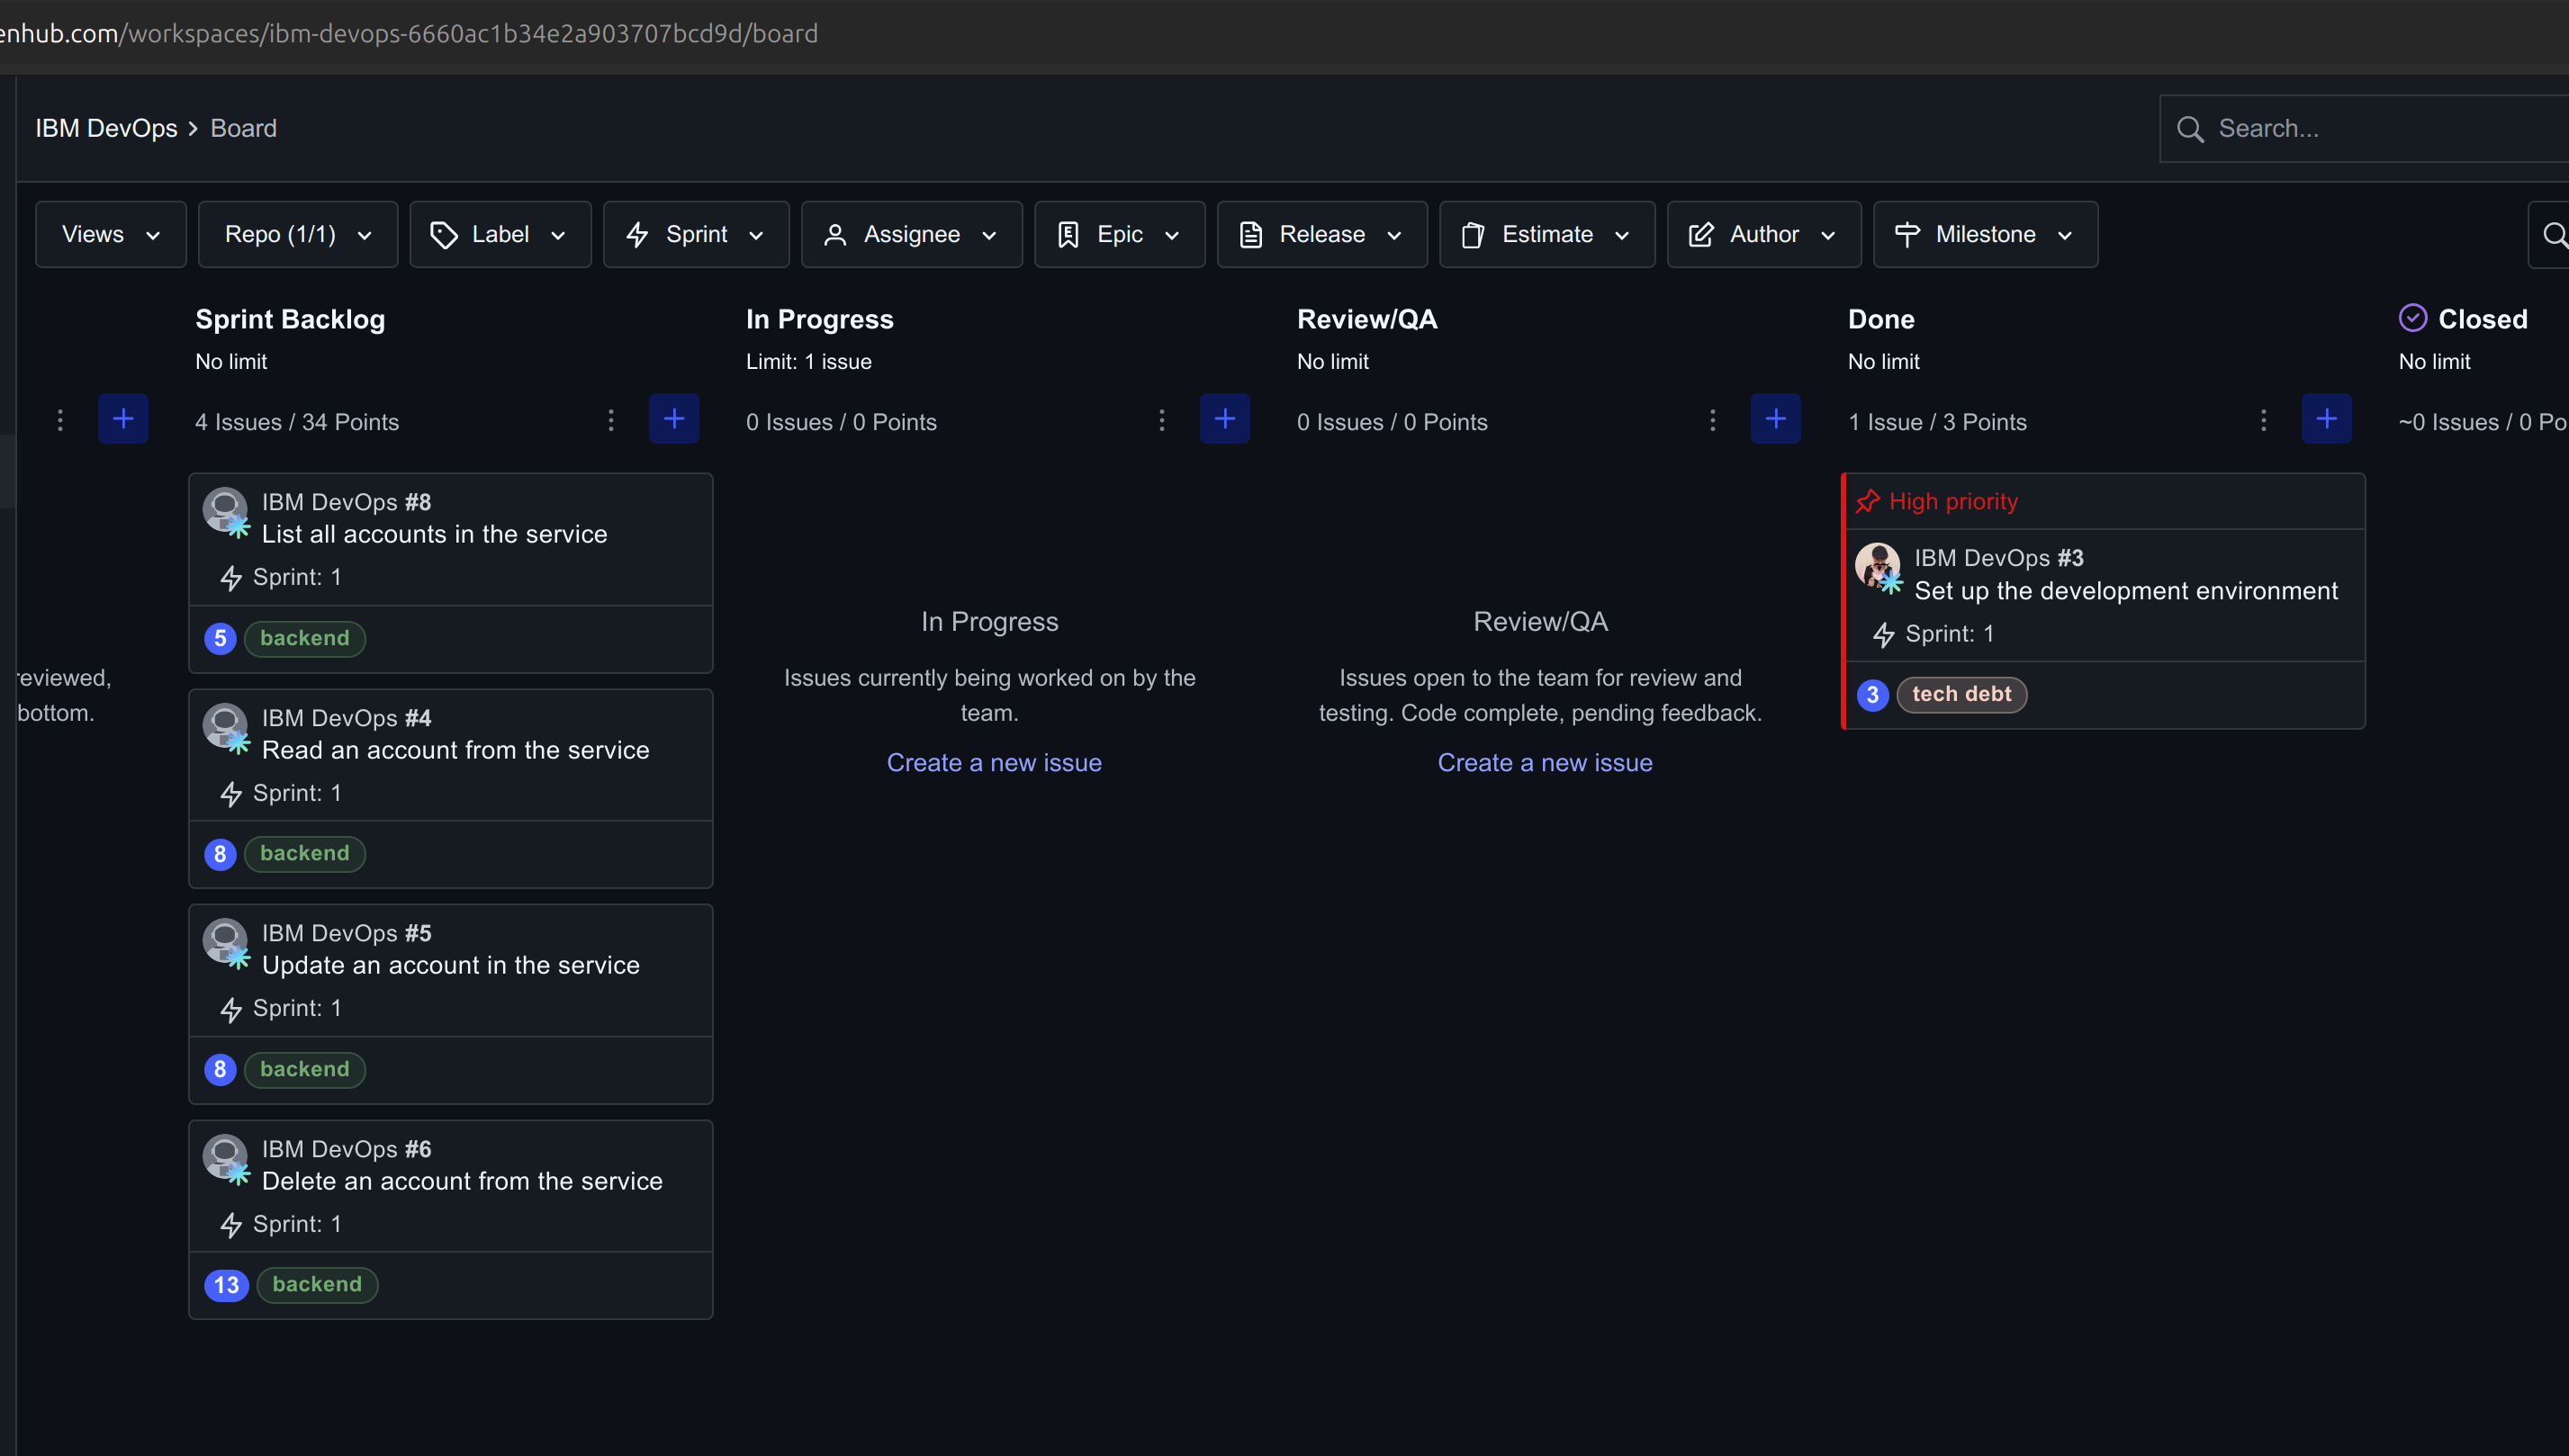 enhub.com/workspaces/ibm-devops-6660ac1b34e2a903707bcd9d/board
IBM DevOps > Board
Search...
Views
Repo (1/1)
Label
Sprint
Assignee
Epic
Release
Estimate
Author
Milestone
reviewed,
bottom.
Sprint Backlog
No limit
4 Issues / 34 Points
IBM DevOps #8
List all accounts in the service
Sprint: 1
5 backend
IBM DevOps #4
Read an account from the service
Sprint: 1
8 backend
IBM DevOps #5
Update an account in the service
Sprint: 1
8 backend
IBM DevOps #6
Delete an account from the service
Sprint: 1
13 backend
In Progress
Limit: 1 issue
0 Issues / 0 Points
In Progress
Issues currently being worked on by the
team.
Create a new issue
Review/QA
No limit
0 Issues / 0 Points
Review/QA
Issues open to the team for review and
testing. Code complete, pending feedback.
Create a new issue
Done
No limit
1 Issue / 3 Points
High priority
IBM DevOps #3
Set up the development environment
Sprint: 1
3 tech debt
Closed
No limit
~0 Issues / 0 Po